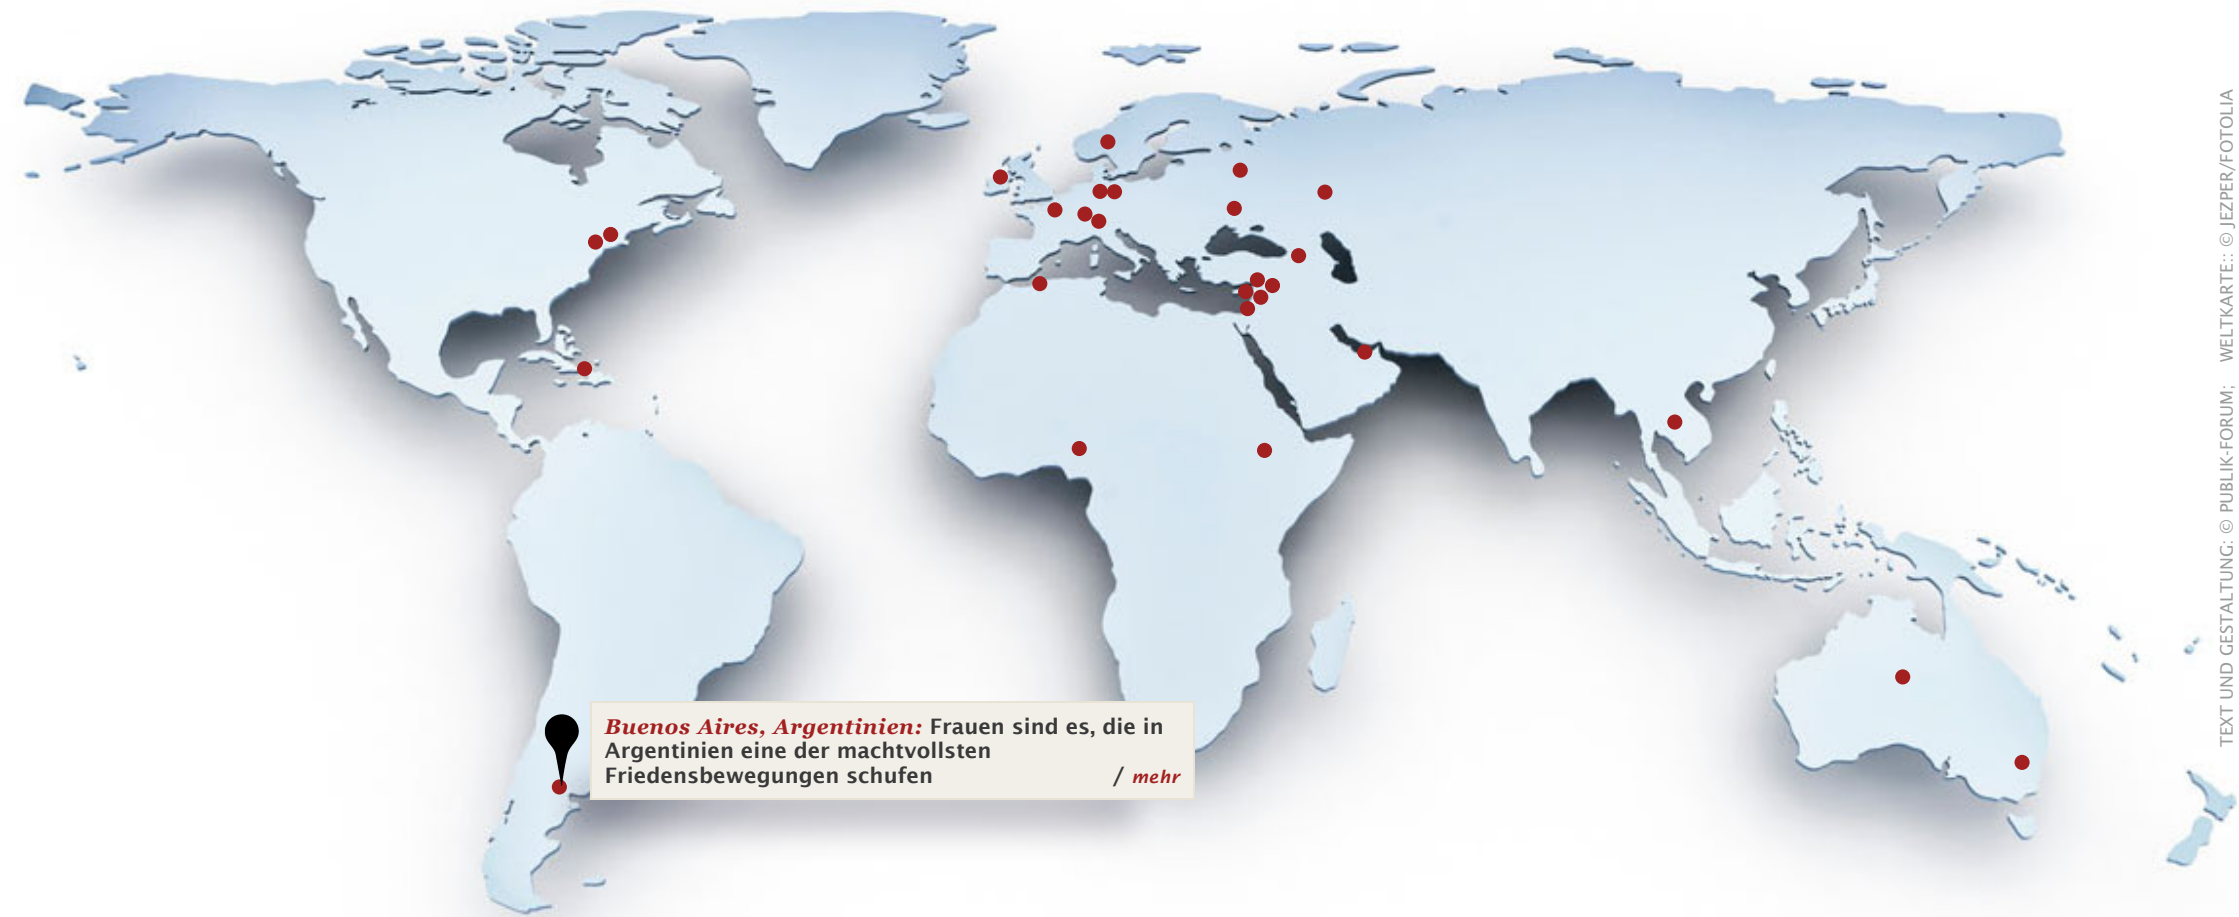 Buenos Aires, Argentinien: Frauen sind es, die in
Argentinien eine der machtvollsten
Friedensbewegungen schufen / mehr
TEXT UND GESTALTUNG: © PUBLIK-FORUM; WELTKARTE:: © JEZPER/FOTOLIA